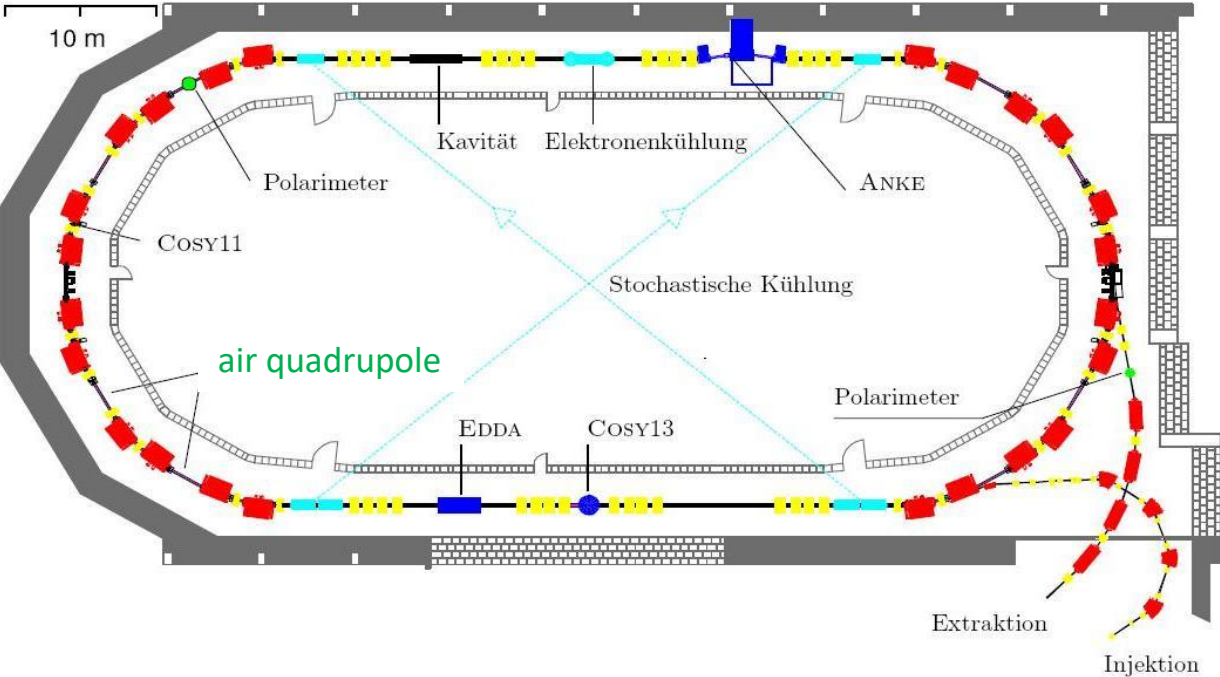 10 m
Kavität
Elektronenkühlung
Polarimeter
ANKE
COSY11
Stochastische Kühlung
air quadrupole
Polarimeter
EDDA
COSY13
Extraktion
Injektion